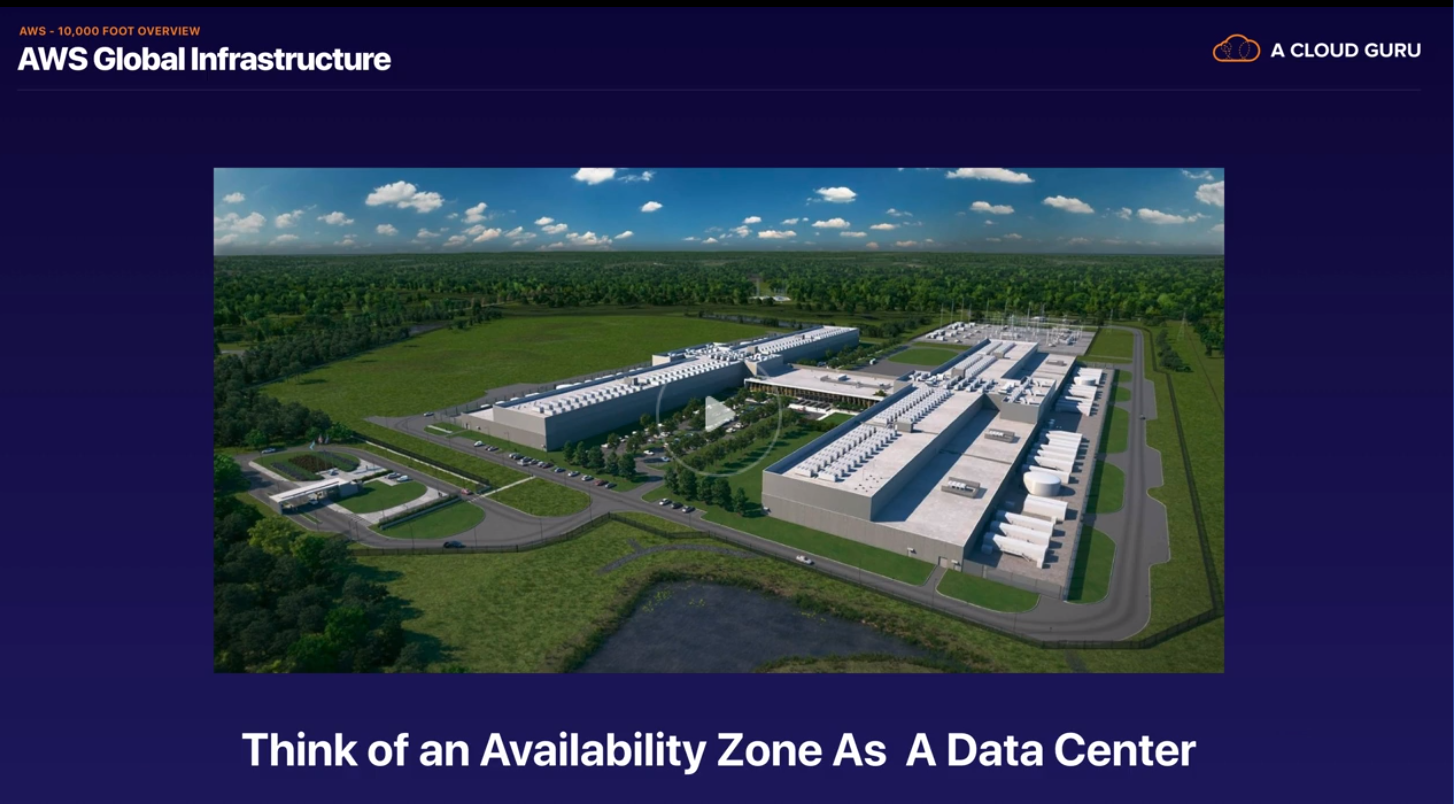 AWS - 10,000 FOOT OVERVIEW
AWS Global Infrastructure
A CLOUD GURU
Think of an Availability Zone As  A Data Center